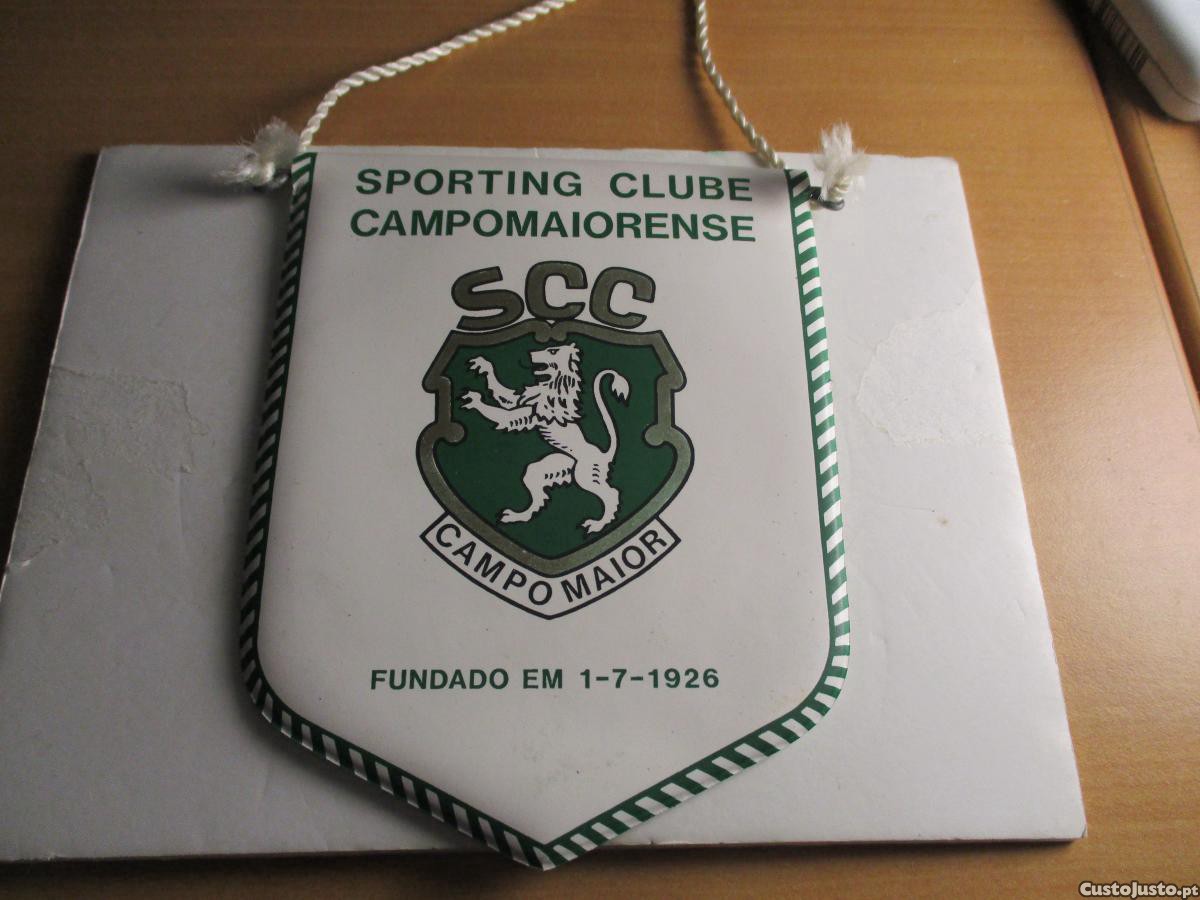 SPORTING CLUBE
CAMPOMAIORENSE
SCC
CAMPO MAIOR
FUNDADO EM 1-7-1926
CustoJusto.pt